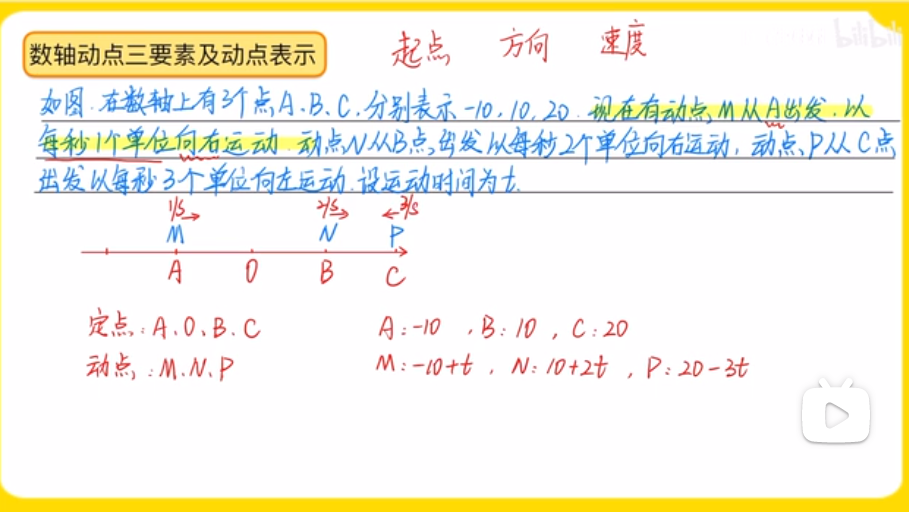 bilibili
数轴动点三要素及动点表示 起点 方向 速度
如图.在数轴上有3个点A.B.C.分别表示-10,10,20.现在有动点M从A出发.以
每秒1个单位向右运动.动点N从B点出发以每秒2个单位向右运动,动点P从C点
出发以每秒3个单位向左运动.设运动时间为t.
1/s 2/s 3/s
M N P
A O B C
定点:A.O.B.C A:-10 ,B:10 ,C:20
动点:M.N.P M:-10+t ,N:10+2t ,P:20-3t